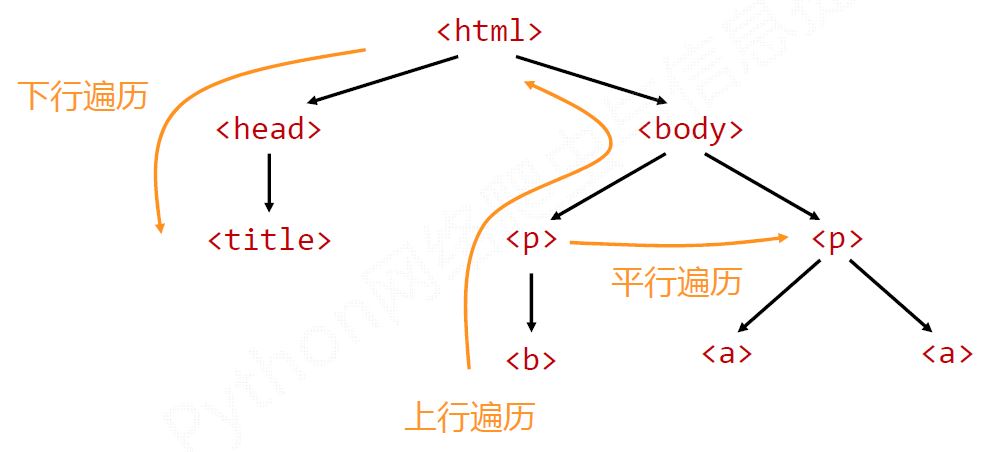 <html>
下行遍历
<head>
<body>
<title>
<p>
<p>
平行遍历
<b>
<a>
<a>
上行遍历
Python网络爬虫与信息提